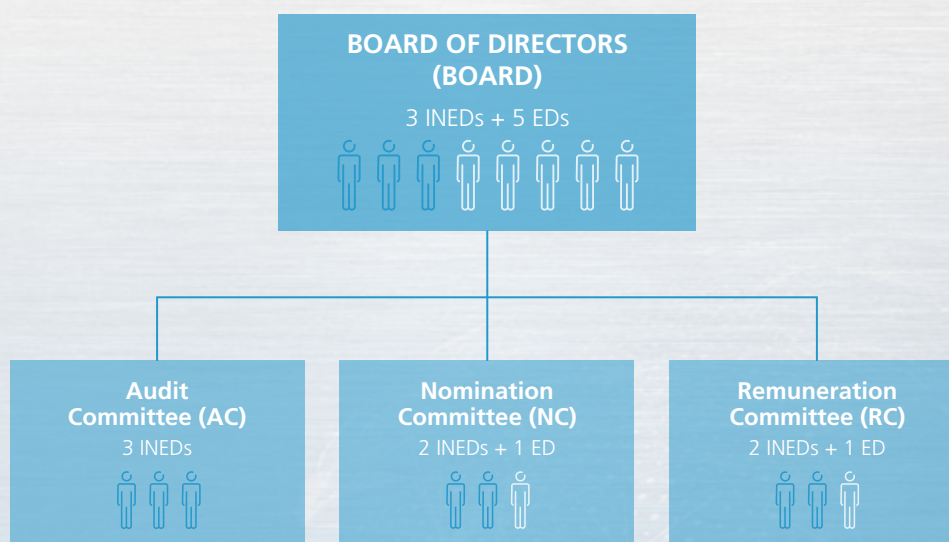 BOARD OF DIRECTORS
(BOARD)
3 INEDs + 5 EDs
Audit
Committee (AC)
3 INEDs
Nomination
Committee (NC)
2 INEDs + 1 ED
Remuneration
Committee (RC)
2 INEDs + 1 ED